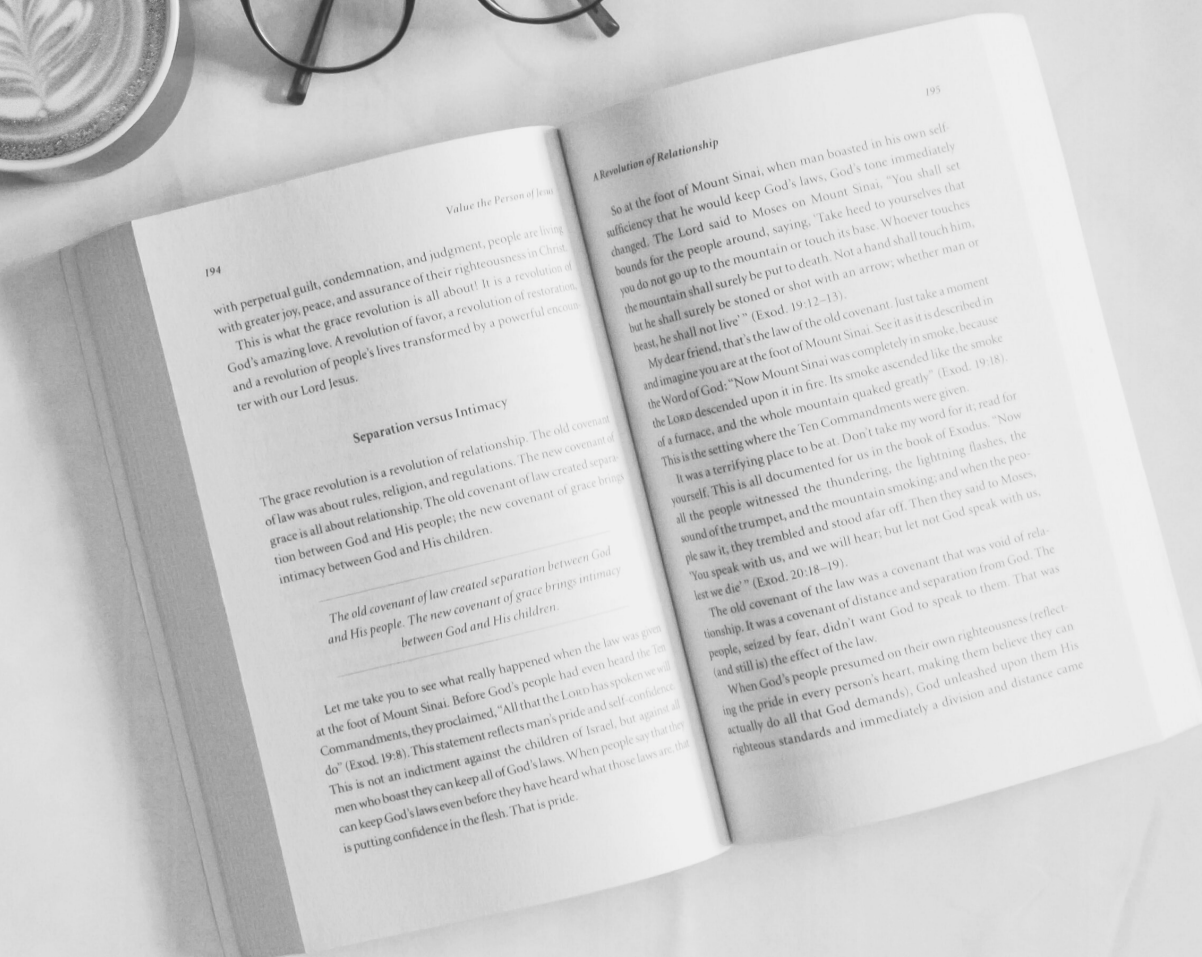 194
Value the Person of Jesus
with perpetual guilt, condemnation, and judgment, people are living
with greater joy, peace, and assurance of their righteousness in Christ.
This is what the grace revolution is all about! It is a revolution of
God's amazing love. A revolution of favor, a revolution of restoration,
and a revolution of people's lives transformed by a powerful encoun-
ter with our Lord Jesus.
Separation versus Intimacy
The grace revolution is a revolution of relationship. The old covenant
of law was about rules, religion, and regulations. The new covenant of
grace is all about relationship. The old covenant of law created separa-
tion between God and His people; the new covenant of grace brings
intimacy between God and His children.
The old covenant of law created separation between God
and His people. The new covenant of grace brings intimacy
between God and His children.
Let me take you to see what really happened when the law was given
at the foot of Mount Sinai. Before God's people had even heard the Ten
Commandments, they proclaimed, "All that the LORD has spoken we will
do" (Exod. 19:8). This statement reflects man's pride and self-confidence.
This is not an indictment against the children of Israel, but against all
men who boast they can keep all of God's laws. When people say that they
can keep God's laws even before they have heard what those laws are, that
is putting confidence in the flesh. That is pride.
195
A Revolution of Relationship
So at the foot of Mount Sinai, when man boasted in his own self-
sufficiency that he would keep God's laws, God's tone immediately
changed. The Lord said to Moses on Mount Sinai, "You shall set
bounds for the people around, saying, 'Take heed to yourselves that
you do not go up to the mountain or touch its base. Whoever touches
the mountain shall surely be put to death. Not a hand shall touch him,
but he shall surely be stoned or shot with an arrow; whether man or
beast, he shall not live' " (Exod. 19:12–13).
My dear friend, that's the law of the old covenant. Just take a moment
and imagine you are at the foot of Mount Sinai. See it as it is described in
the Word of God: "Now Mount Sinai was completely in smoke, because
the LORD descended upon it in fire. Its smoke ascended like the smoke
of a furnace, and the whole mountain quaked greatly" (Exod. 19:18).
This is the setting where the Ten Commandments were given.
It was a terrifying place to be at. Don't take my word for it; read for
yourself. This is all documented for us in the book of Exodus. "Now
all the people witnessed the thundering, the lightning flashes, the
sound of the trumpet, and the mountain smoking; and when the peo-
ple saw it, they trembled and stood afar off. Then they said to Moses,
'You speak with us, and we will hear; but let not God speak with us,
lest we die' " (Exod. 20:18–19).
The old covenant of the law was a covenant that was void of rela-
tionship. It was a covenant of distance and separation from God. The
people, seized by fear, didn't want God to speak to them. That was
(and still is) the effect of the law.
When God's people presumed on their own righteousness (reflect-
ing the pride in every person's heart, making them believe they can
actually do all that God demands), God unleashed upon them His
righteous standards and immediately a division and distance came